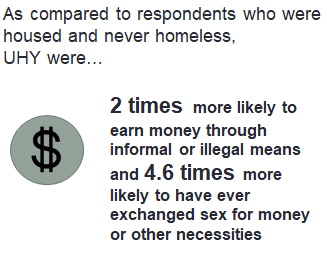 As compared to respondents who were
housed and never homeless,
UHY were…
$
2 times more likely to
earn money through
informal or illegal means
and 4.6 times more
likely to have ever
exchanged sex for money
or other necessities